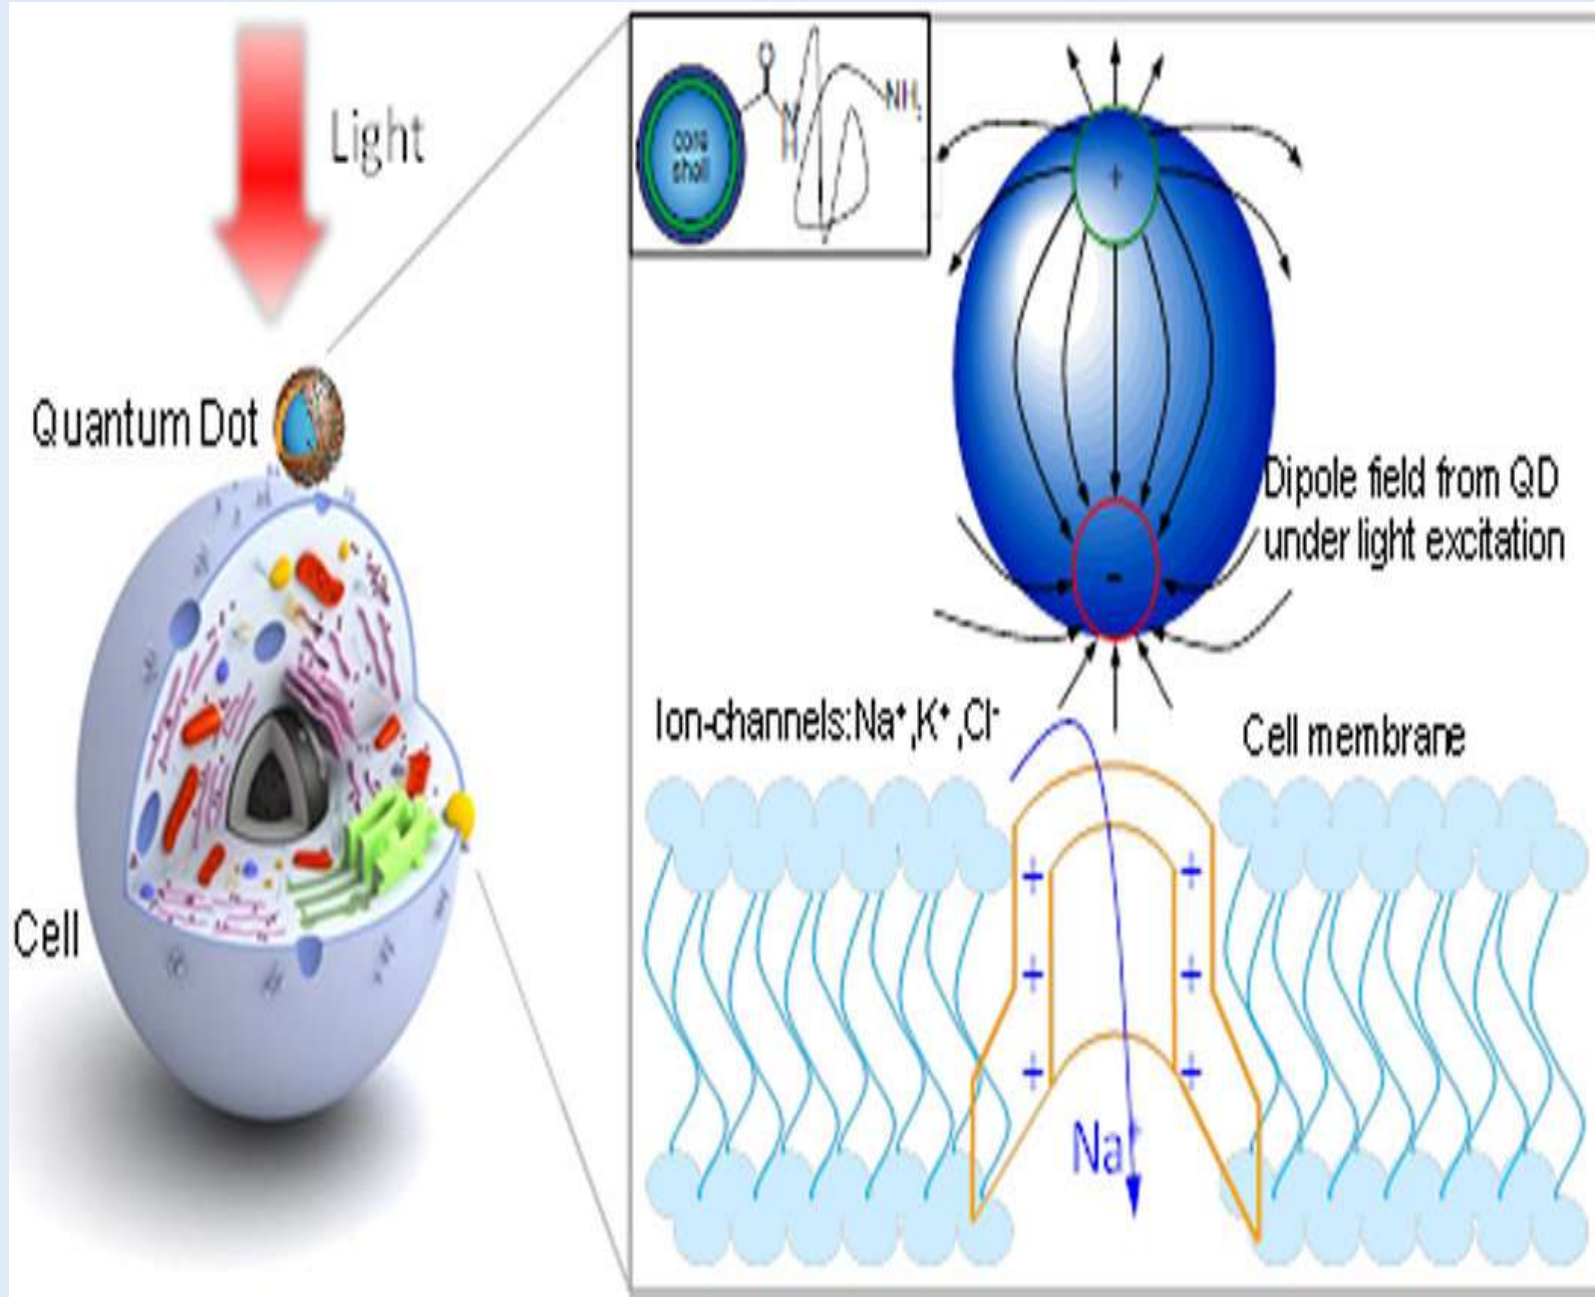 Light
Quantum Dot
Cell
O
core
shell
N
H
NH₂
+
-
Dipole field from QD
under light excitation
Ion-channels:Na⁺,K⁺,Cl⁻
Cell membrane
+ +
+ +
+ +
Na⁺